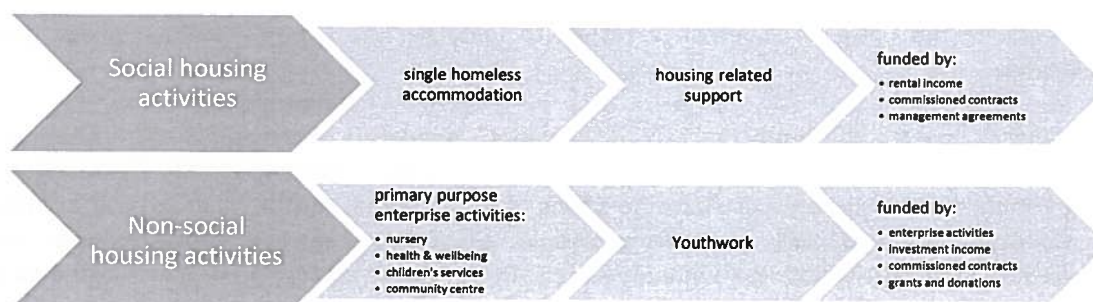 Social housing
activities
single homeless
accommodation
housing related
support
funded by:
• rental income
• commissioned contracts
• management agreements
Non-social
housing activities
primary purpose
enterprise activities:
• nursery
• health & wellbeing
• children's services
• community centre
Youthwork
funded by:
• enterprise activities
• investment income
• commissioned contracts
• grants and donations